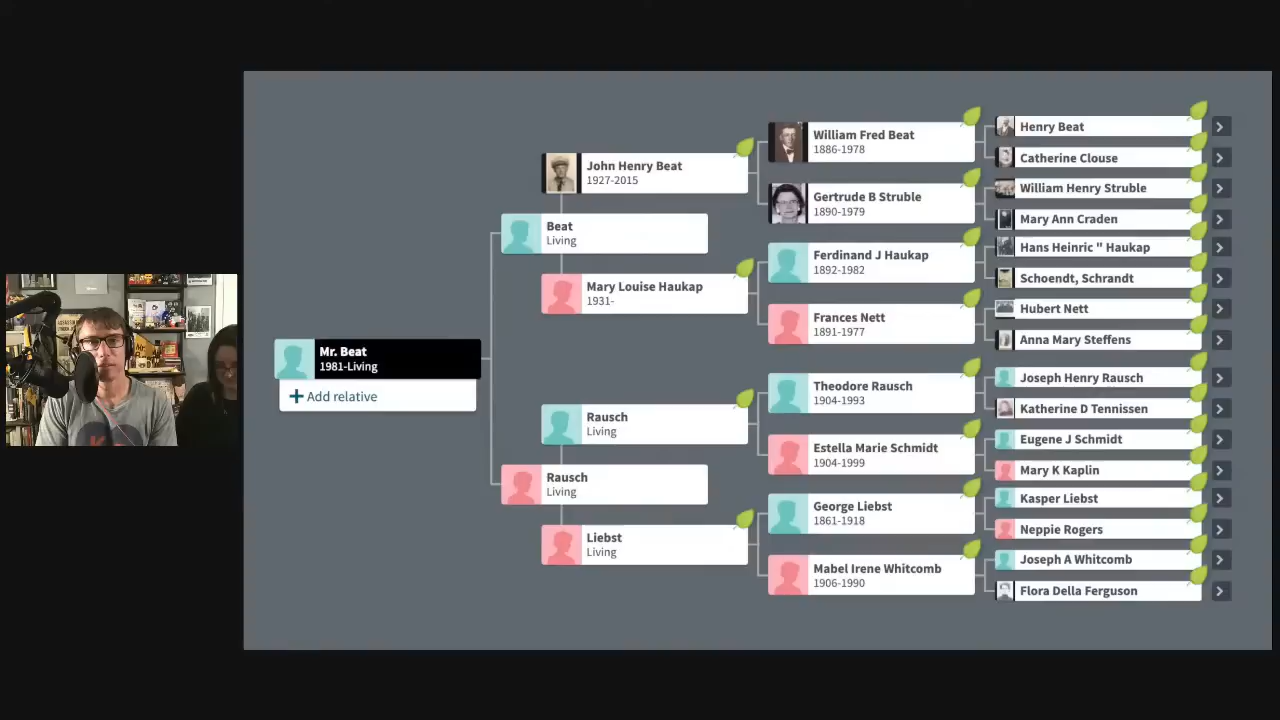 Mr. Beat
1981-Living
Add relative
Beat
Living
Rausch
Living
John Henry Beat
1927-2015
Mary Louise Haukap
1931-
Rausch
Living
Liebst
Living
William Fred Beat
1886-1978
Gertrude B Struble
1890-1979
Ferdinand J Haukap
1892-1982
Frances Nett
1891-1977
Theodore Rausch
1904-1993
Estella Marie Schmidt
1904-1999
George Liebst
1861-1918
Mabel Irene Whitcomb
1906-1990
Henry Beat
Catherine Clouse
William Henry Struble
Mary Ann Craden
Hans Heinric " Haukap
Schoendt, Schrandt
Hubert Nett
Anna Mary Steffens
Joseph Henry Rausch
Katherine D Tennissen
Eugene J Schmidt
Mary K Kaplin
Kasper Liebst
Neppie Rogers
Joseph A Whitcomb
Flora Della Ferguson